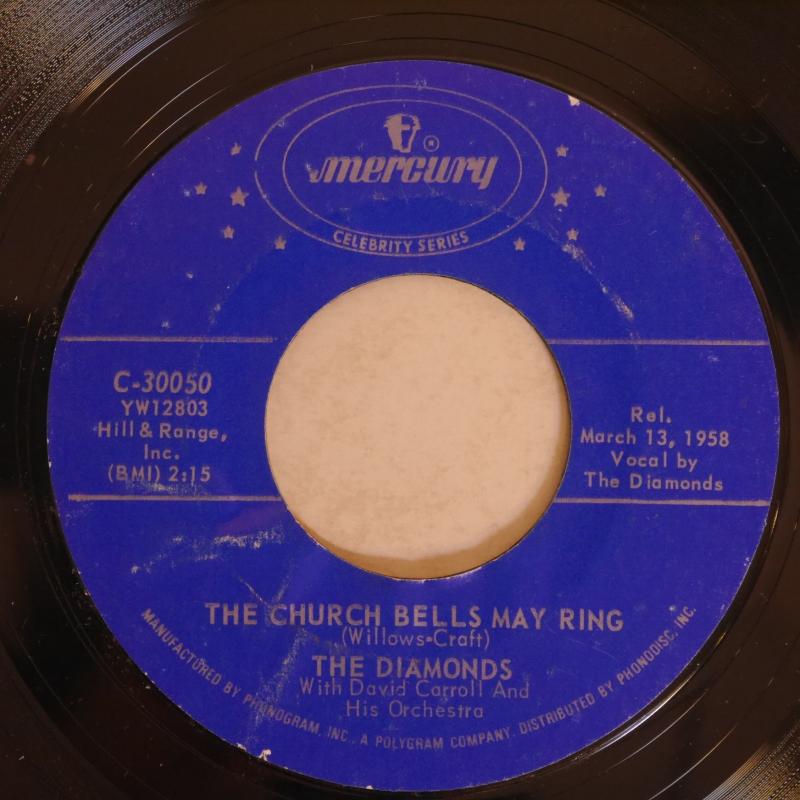 ®
mercury
CELEBRITY SERIES
C-30050
YW12803
Hill & Range,
Inc.
(BMI) 2:15
Rel.
March 13, 1958
Vocal by
The Diamonds
THE CHURCH BELLS MAY RING
(Willows-Craft)
THE DIAMONDS
With David Carroll And
His Orchestra
MANUFACTURED BY PHONOGRAM, INC., A POLYGRAM COMPANY. DISTRIBUTED BY PHONODISC, INC.